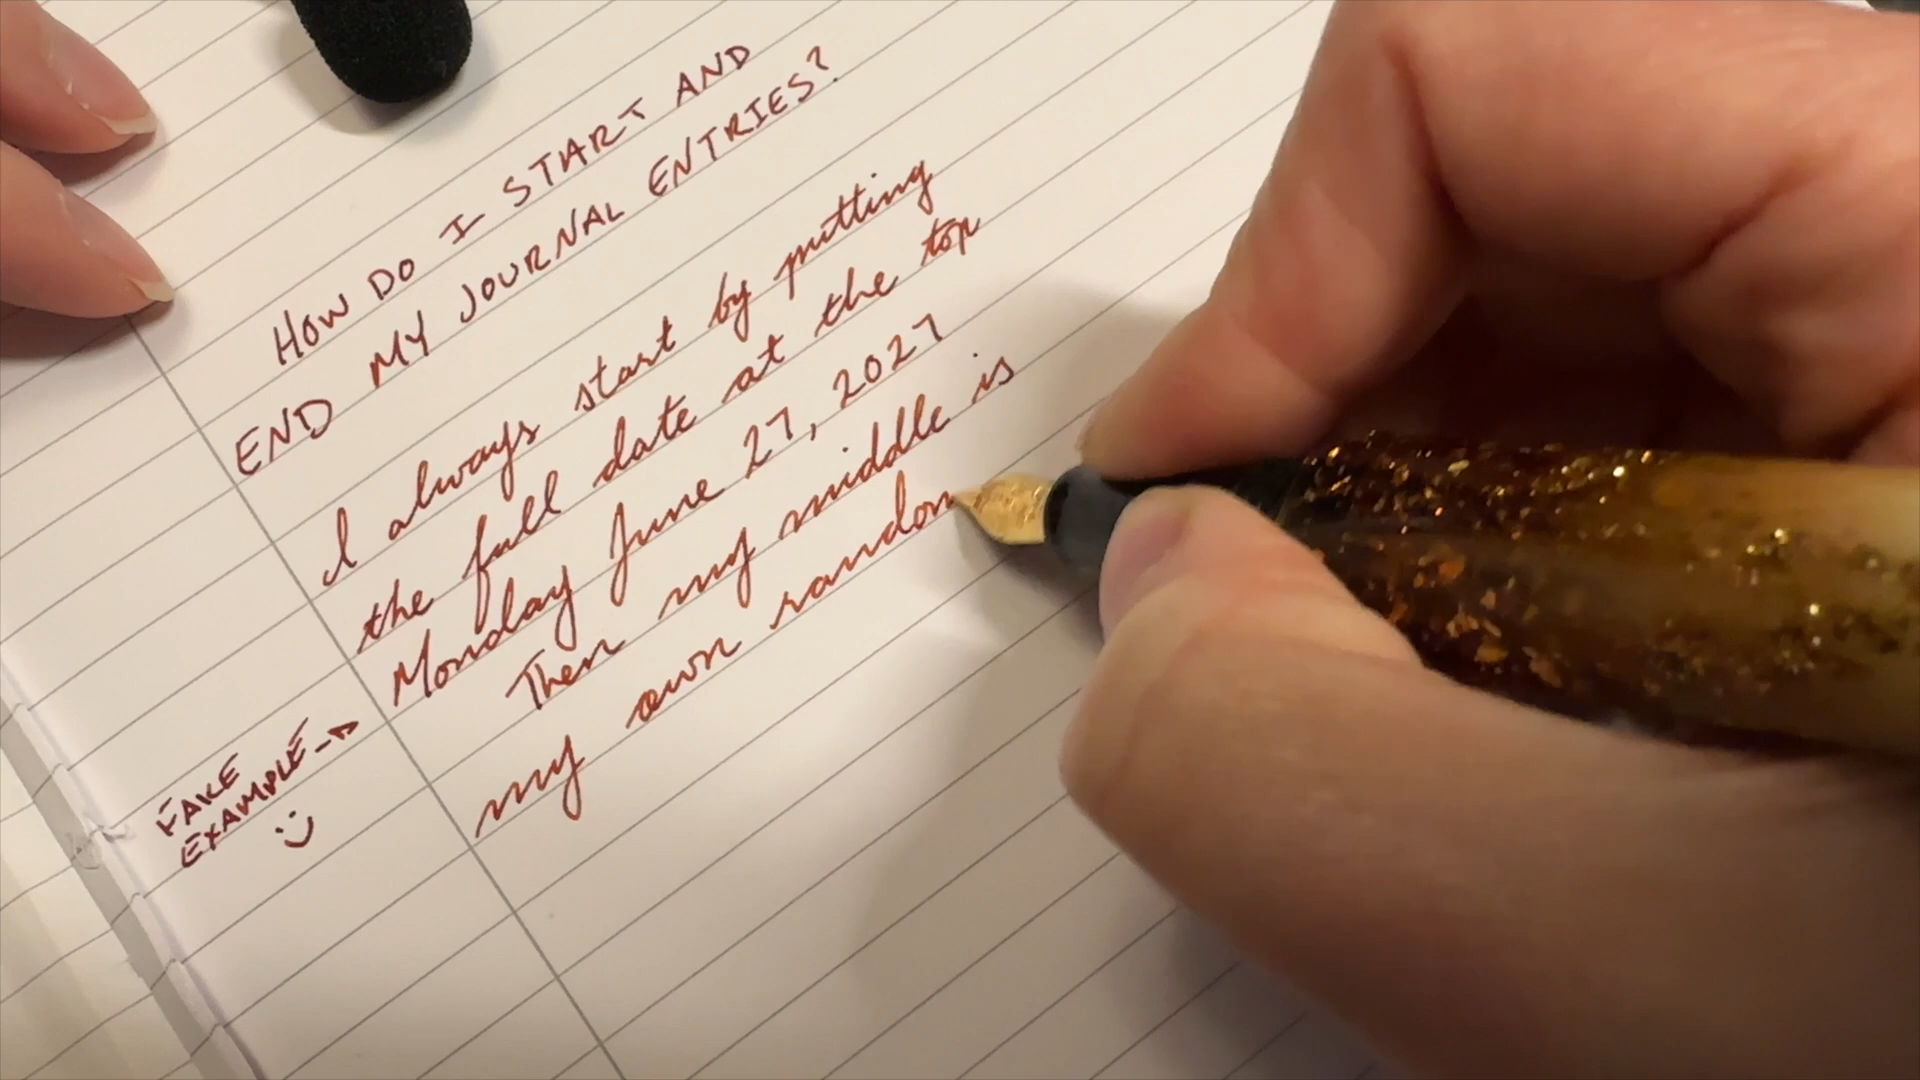 HOW DO I START AND
END MY JOURNAL ENTRIES?
I always start by putting
the full date at the top
Monday June 27, 2027
Then my middle is
my own random
FAKE
EXAMPLE →